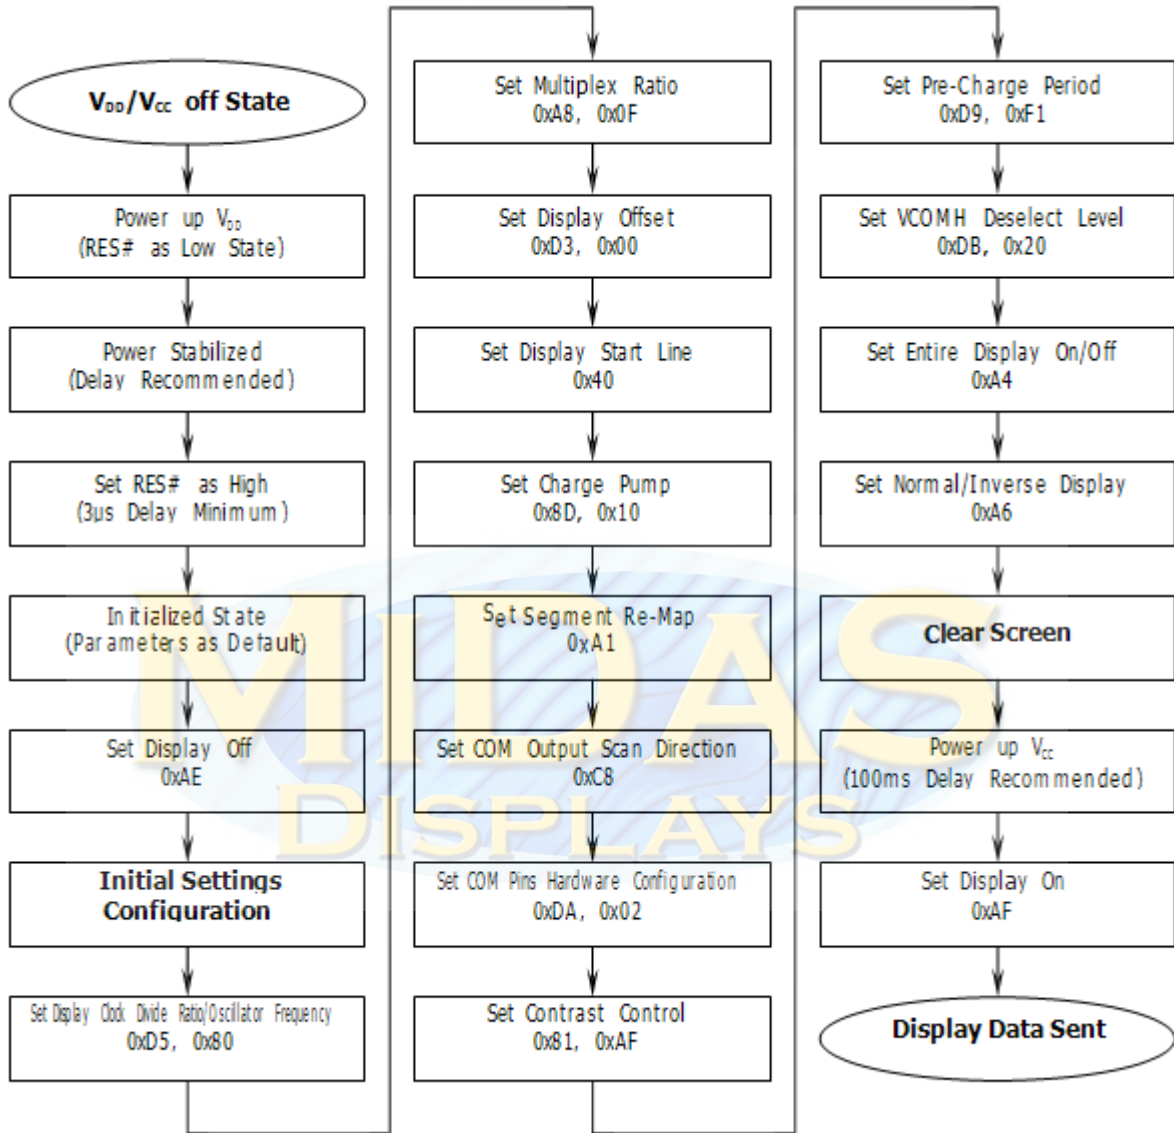 V_DD/V_CC off State
Power up V_DD
(RES# as Low State)
Power Stabilized
(Delay Recommended)
Set RES# as High
(3µs Delay Minimum)
Initialized State
(Parameters as Default)
Set Display Off
0xAE
Initial Settings
Configuration
Set Display Clock Divide Ratio/Oscillator Frequency
0xD5, 0x80
Set Multiplex Ratio
0xA8, 0x0F
Set Display Offset
0xD3, 0x00
Set Display Start Line
0x40
Set Charge Pump
0x8D, 0x10
Set Segment Re-Map
0xA1
Set COM Output Scan Direction
0xC8
Set COM Pins Hardware Configuration
0xDA, 0x02
Set Contrast Control
0x81, 0xAF
Set Pre-Charge Period
0xD9, 0xF1
Set VCOMH Deselect Level
0xDB, 0x20
Set Entire Display On/Off
0xA4
Set Normal/Inverse Display
0xA6
Clear Screen
Power up V_CC
(100ms Delay Recommended)
Set Display On
0xAF
Display Data Sent
MIDAS
DISPLAYS